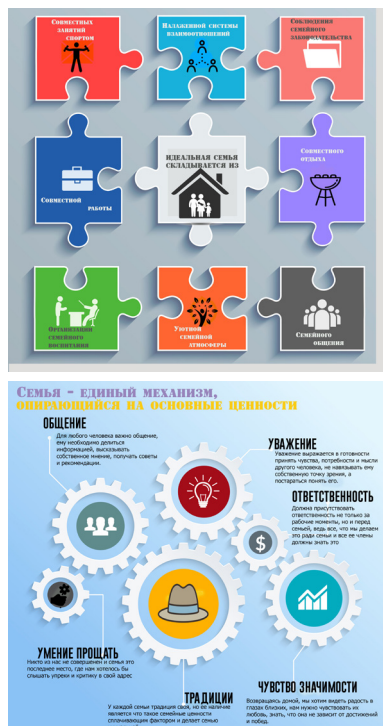 Совместных
занятий
спортом
Налаженной системы
взаимоотношений
Соблюдения
семейного
законодательства
Совместной
работы
Идеальная семья
складывается из
Совместного
отдыха
Организации
семейного
воспитания
Уютной
семейной
атмосферы
Семейного
общения
Семья - единый механизм,
опирающийся на основные ценности
ОБЩЕНИЕ
Для любого человека важно общение,
ему необходимо делиться
информацией, высказывать
собственное мнение, получать советы
и рекомендации.
УВАЖЕНИЕ
Уважение выражается в готовности
принять чувства, потребности и мысли
другого человека, не навязывать ему
собственную точку зрения, а
постараться понять его.
ОТВЕТСТВЕННОСТЬ
Должна присутствовать
ответственность не только за
рабочие моменты, но и перед
семьей, ведь все, что мы делаем
это ради семьи и все ее члены
должны знать это
$
УМЕНИЕ ПРОЩАТЬ
Никто из нас не совершенен и семья это
последнее место, где нам хотелось бы
слышать упреки и критику в свой адрес
ТРАДИЦИИ
У каждой семьи традиция своя, но ее наличие
является что такое семейные ценности
сплачивающим фактором и делает семью
ЧУВСТВО ЗНАЧИМОСТИ
Возвращаясь домой, мы хотим видеть радость в
глазах близких, нам нужно чувствовать их
любовь, знать, что она не зависит от достижений
и побед.